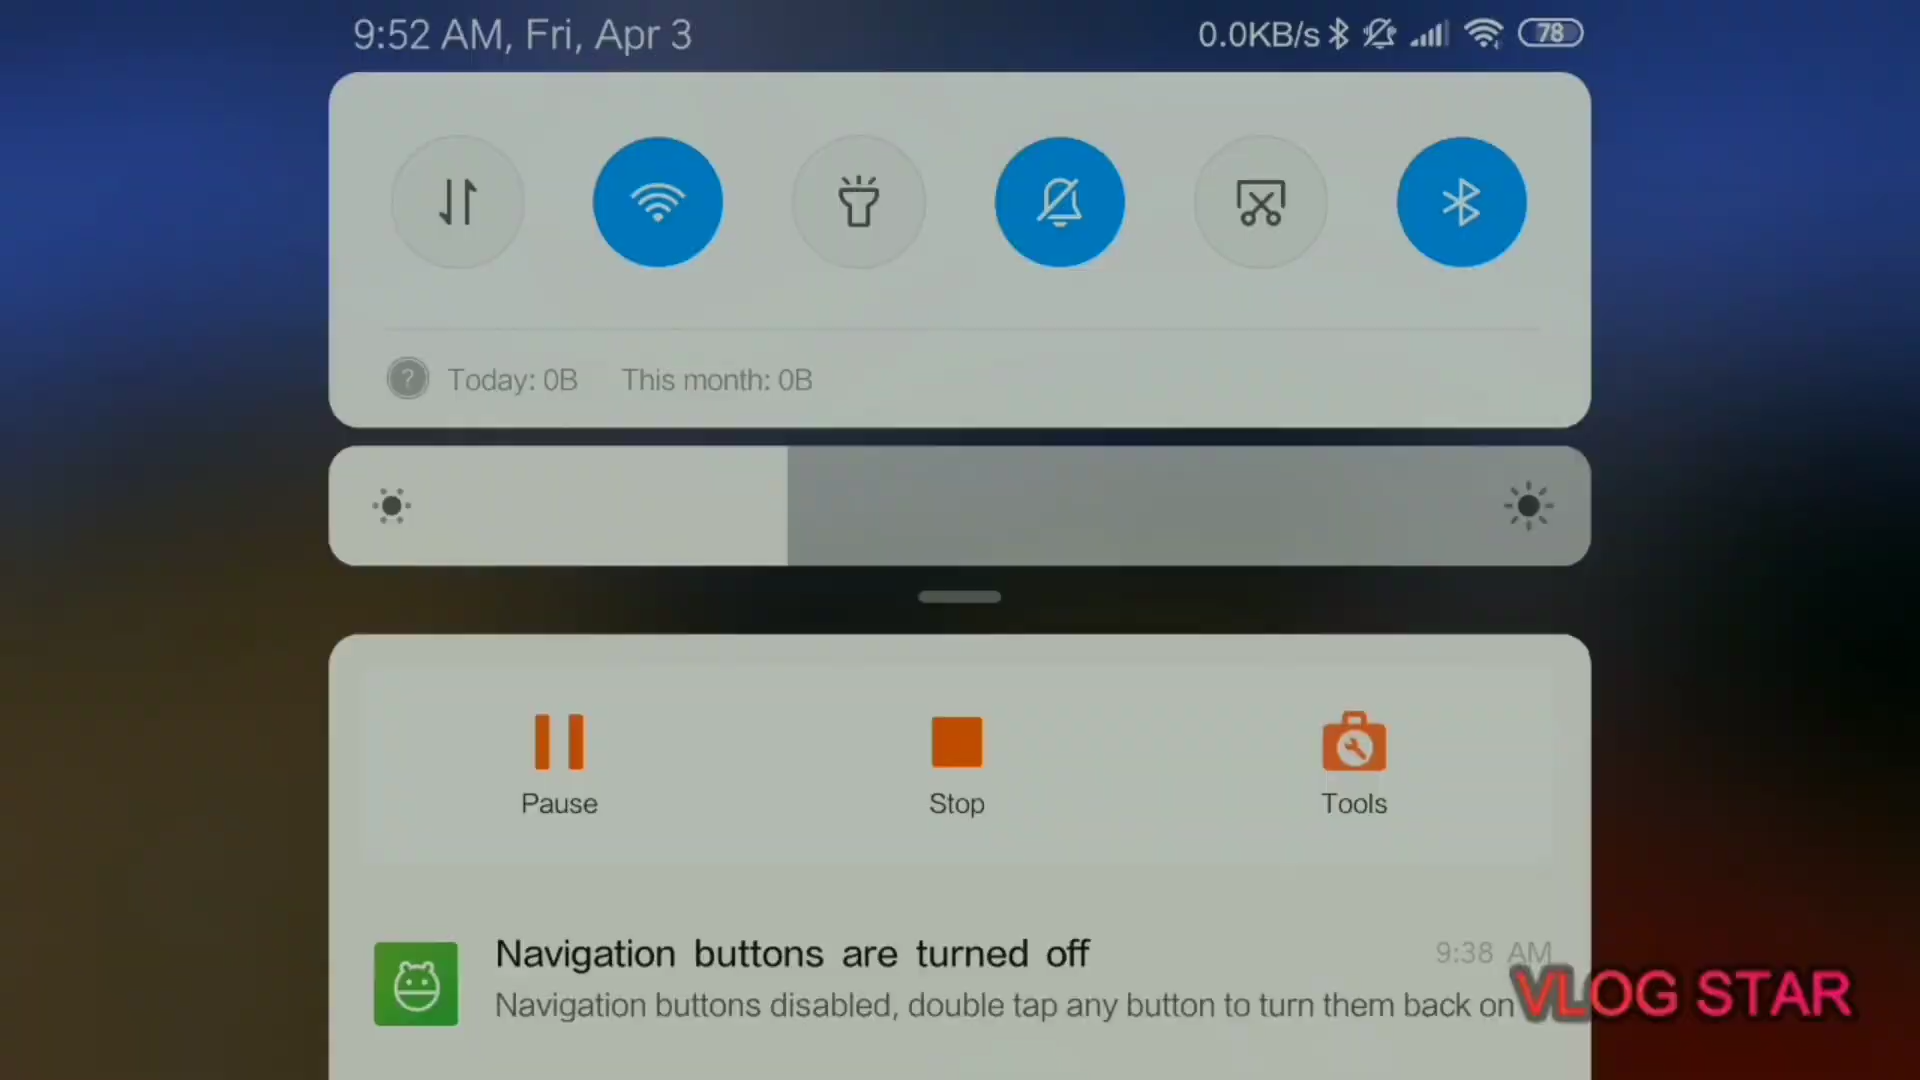 9:52 AM, Fri, Apr 3
0.0KB/s
78
? Today: 0B This month: 0B
Pause
Stop
Tools
Navigation buttons are turned off
9:38 AM
Navigation buttons disabled, double tap any button to turn them back on
VLOG STAR